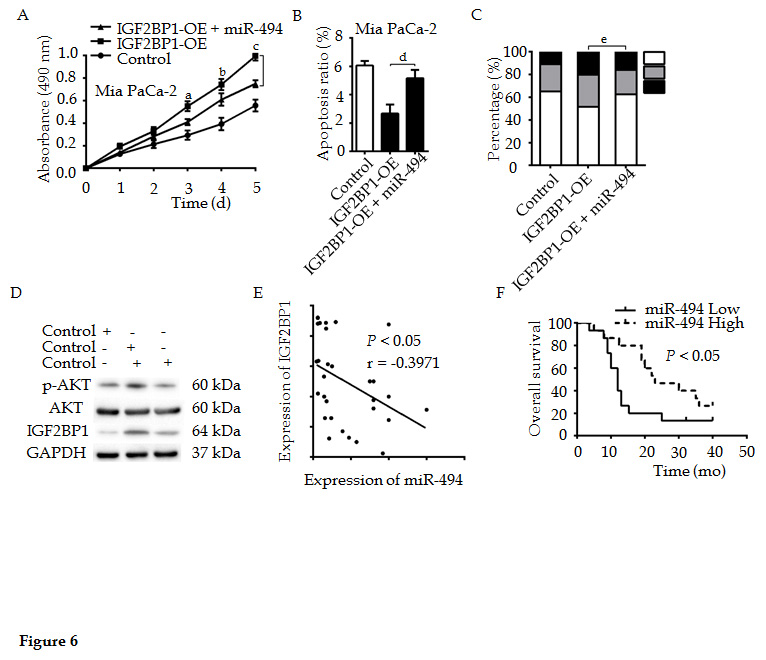 A
IGF2BP1-OE + miR-494
IGF2BP1-OE
Control
Absorbance (490 nm)
1.0
0.8
0.6
0.4
0.2
0.0
Mia PaCa-2
a
b
c
0 1 2 3 4 5
Time (d)
B
Mia PaCa-2
Apoptosis ratio (%)
8
6
4
2
0
d
Control
IGF2BP1-OE
IGF2BP1-OE + miR-494
C
e
Percentage (%)
100
80
60
40
20
0
Control
IGF2BP1-OE
IGF2BP1-OE + miR-494
D
Control + - -
Control - + -
Control - + +
p-AKT 60 kDa
AKT 60 kDa
IGF2BP1 64 kDa
GAPDH 37 kDa
E
Expression of IGF2BP1
P < 0.05
r = -0.3971
Expression of miR-494
F
miR-494 Low
miR-494 High
Overall survival
100
80
60
40
20
0
P < 0.05
0 10 20 30 40 50
Time (mo)
Figure 6